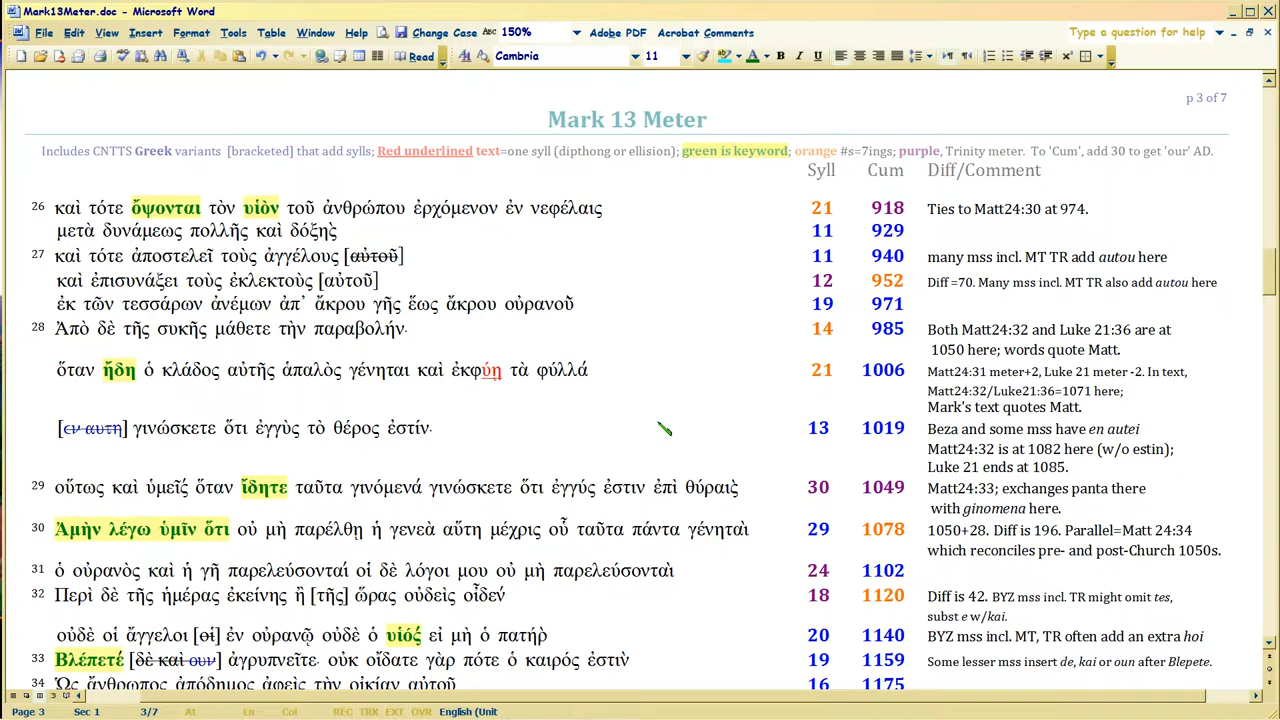 Mark13Meter.doc - Microsoft Word
File Edit View Insert Format Tools Table Window Help Change Case 150% Adobe PDF Acrobat Comments Type a question for help
Read Cambria 11 B I U
p 3 of 7
Mark 13 Meter
Includes CNTTS Greek variants [bracketed] that add sylls; Red underlined text=one syll (dipthong or ellision); green is keyword; orange #s=7ings; purple, Trinity meter. To 'Cum', add 30 to get 'our' AD.
Syll Cum Diff/Comment
26 καὶ τότε ὄψονται τὸν υἱὸν τοῦ ἀνθρώπου ἐρχόμενον ἐν νεφέλαις 21 918 Ties to Matt24:30 at 974.
μετὰ δυνάμεως πολλῆς καὶ δόξης̀ 11 929
27 καὶ τότε ἀποστελεῖ τοὺς ἀγγέλους [αὐτοῦ] 11 940 many mss incl. MT TR add autou here
καὶ ἐπισυνάξει τοὺς ἐκλεκτοὺς [αὐτοῦ] 12 952 Diff =70. Many mss incl. MT TR also add autou here
ἐκ τῶν τεσσάρων ἀνέμων ἀπ᾽ ἄκρου γῆς ἕως ἄκρου οὐρανοῦ 19 971
28 Ἀπὸ δὲ τῆς συκῆς μάθετε τὴν παραβολήν· 14 985 Both Matt24:32 and Luke 21:36 are at
1050 here; words quote Matt.
ὅταν ἤδη ὁ κλάδος αὐτῆς ἁπαλὸς γένηται καὶ ἐκφύῃ τὰ φύλλά 21 1006 Matt24:31 meter+2, Luke 21 meter -2. In text,
Matt24:32/Luke21:36=1071 here;
Mark's text quotes Matt.
[εν αυτη] γινώσκετε ὅτι ἐγγὺς τὸ θέρος ἐστίν· 13 1019 Beza and some mss have en autei
Matt24:32 is at 1082 here (w/o estin);
Luke 21 ends at 1085.
29 οὕτως καὶ ὑμεῖς́ ὅταν ἴδητε ταῦτα γινόμενά γινώσκετε ὅτι ἐγγύς ἐστιν ἐπὶ θύραις̀ 30 1049 Matt24:33; exchanges panta there
with ginomena here.
30 Ἀμὴν λέγω ὑμῖν ὅτι οὐ μὴ παρέλθῃ ἡ γενεὰ αὕτη μέχρις οὗ ταῦτα πάντα γένηταὶ 29 1078 1050+28. Diff is 196. Parallel=Matt 24:34
which reconciles pre- and post-Church 1050s.
31 ὁ οὐρανὸς καὶ ἡ γῆ παρελεύσονταί οἱ δὲ λόγοι μου οὐ μὴ παρελεύσονταὶ 24 1102
32 Περὶ δὲ τῆς ἡμέρας ἐκείνης ἢ [τῆς] ὥρας οὐδεὶς οἶδεν́ 18 1120 Diff is 42. BYZ mss incl. TR might omit tes,
subst e w/kai.
οὐδὲ οἱ ἄγγελοι [οἱ] ἐν οὐρανῷ οὐδὲ ὁ υἱός́ εἰ μὴ ὁ πατήρ̀ 20 1140 BYZ mss incl. MT, TR often add an extra hoi
33 Βλέπετέ [δὲ καὶ ουν] ἀγρυπνεῖτε· οὐκ οἴδατε γὰρ πότε ὁ καιρός ἐστιν̀ 19 1159 Some lesser mss insert de, kai or oun after Blepete.
34 Ὡς ἄνθρωπος ἀπόδημος ἀφεὶς τὴν οἰκίαν αὐτοῦ 16 1175
Page 3 Sec 1 3/7 At Ln Col REC TRK EXT OVR English (Unit